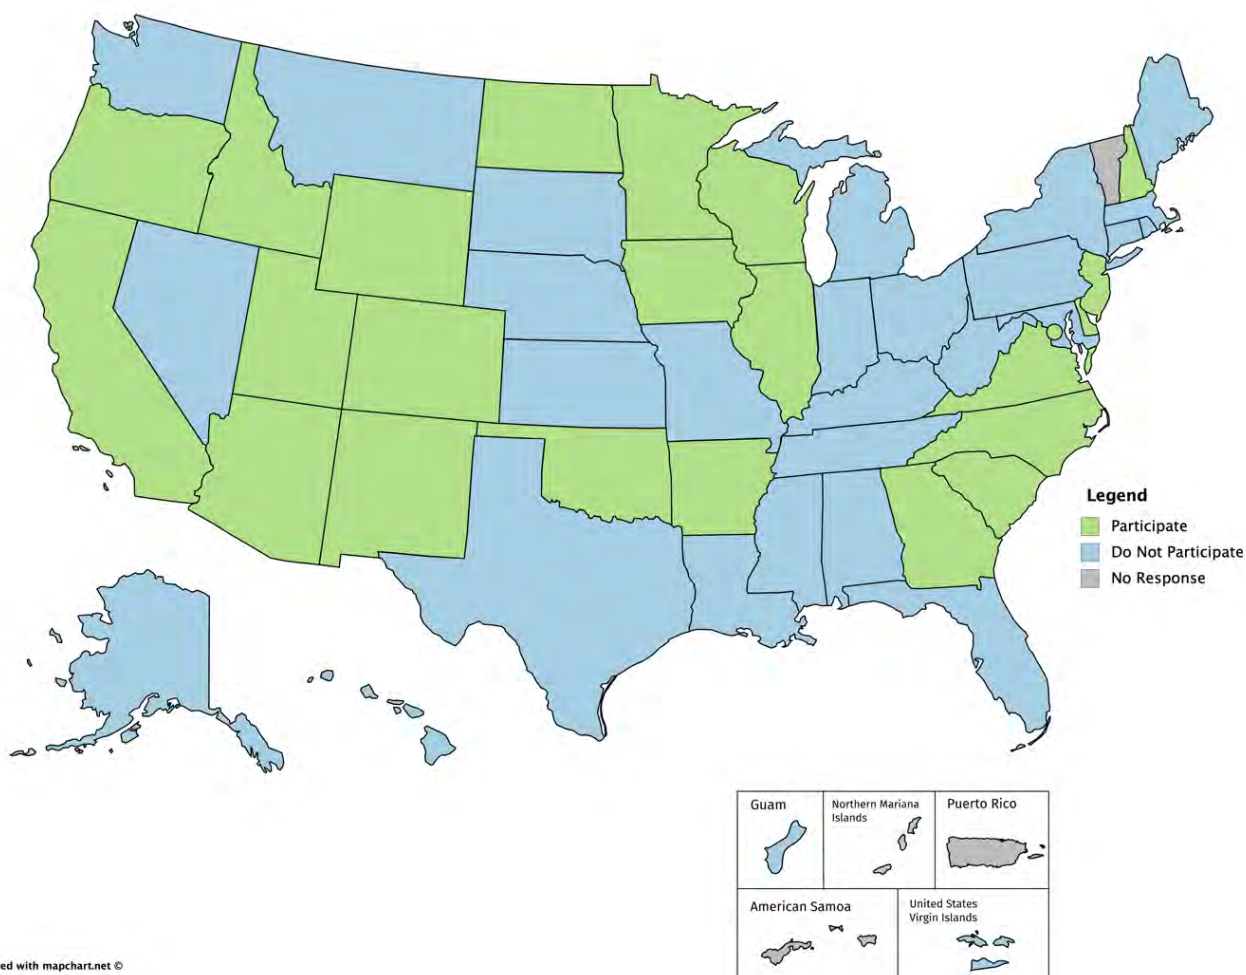 Legend
Participate
Do Not Participate
No Response
Guam
Northern Mariana
Islands
Puerto Rico
American Samoa
United States
Virgin Islands
ed with mapchart.net ©